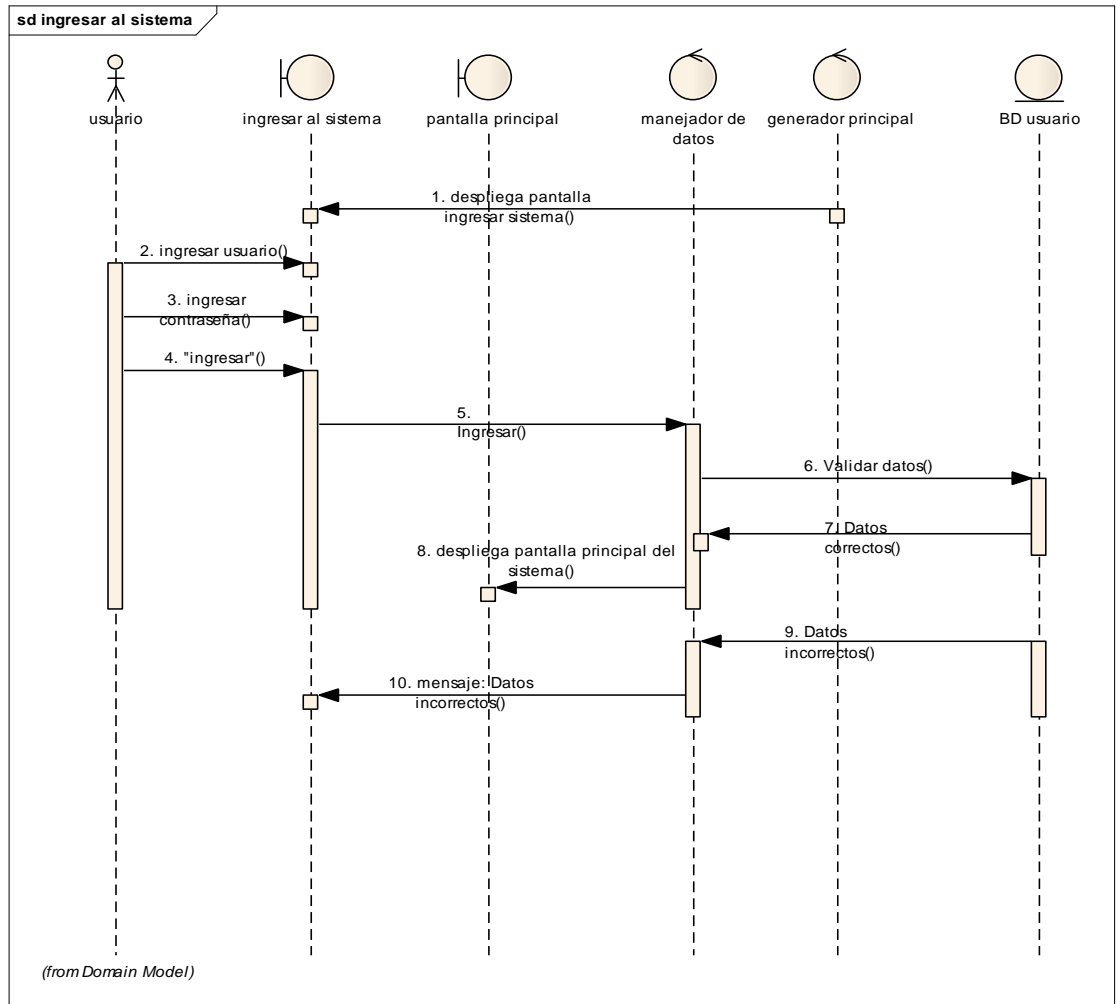 sd ingresar al sistema
usuario
ingresar al sistema
pantalla principal
manejador de
datos
generador principal
BD usuario
1. despliega pantalla
ingresar sistema()
2. ingresar usuario()
3. ingresar
contraseña()
4. "ingresar"()
5.
Ingresar()
6. Validar datos()
7. Datos
correctos()
8. despliega pantalla principal del
sistema()
9. Datos
incorrectos()
10. mensaje: Datos
incorrectos()
(from Domain Model)